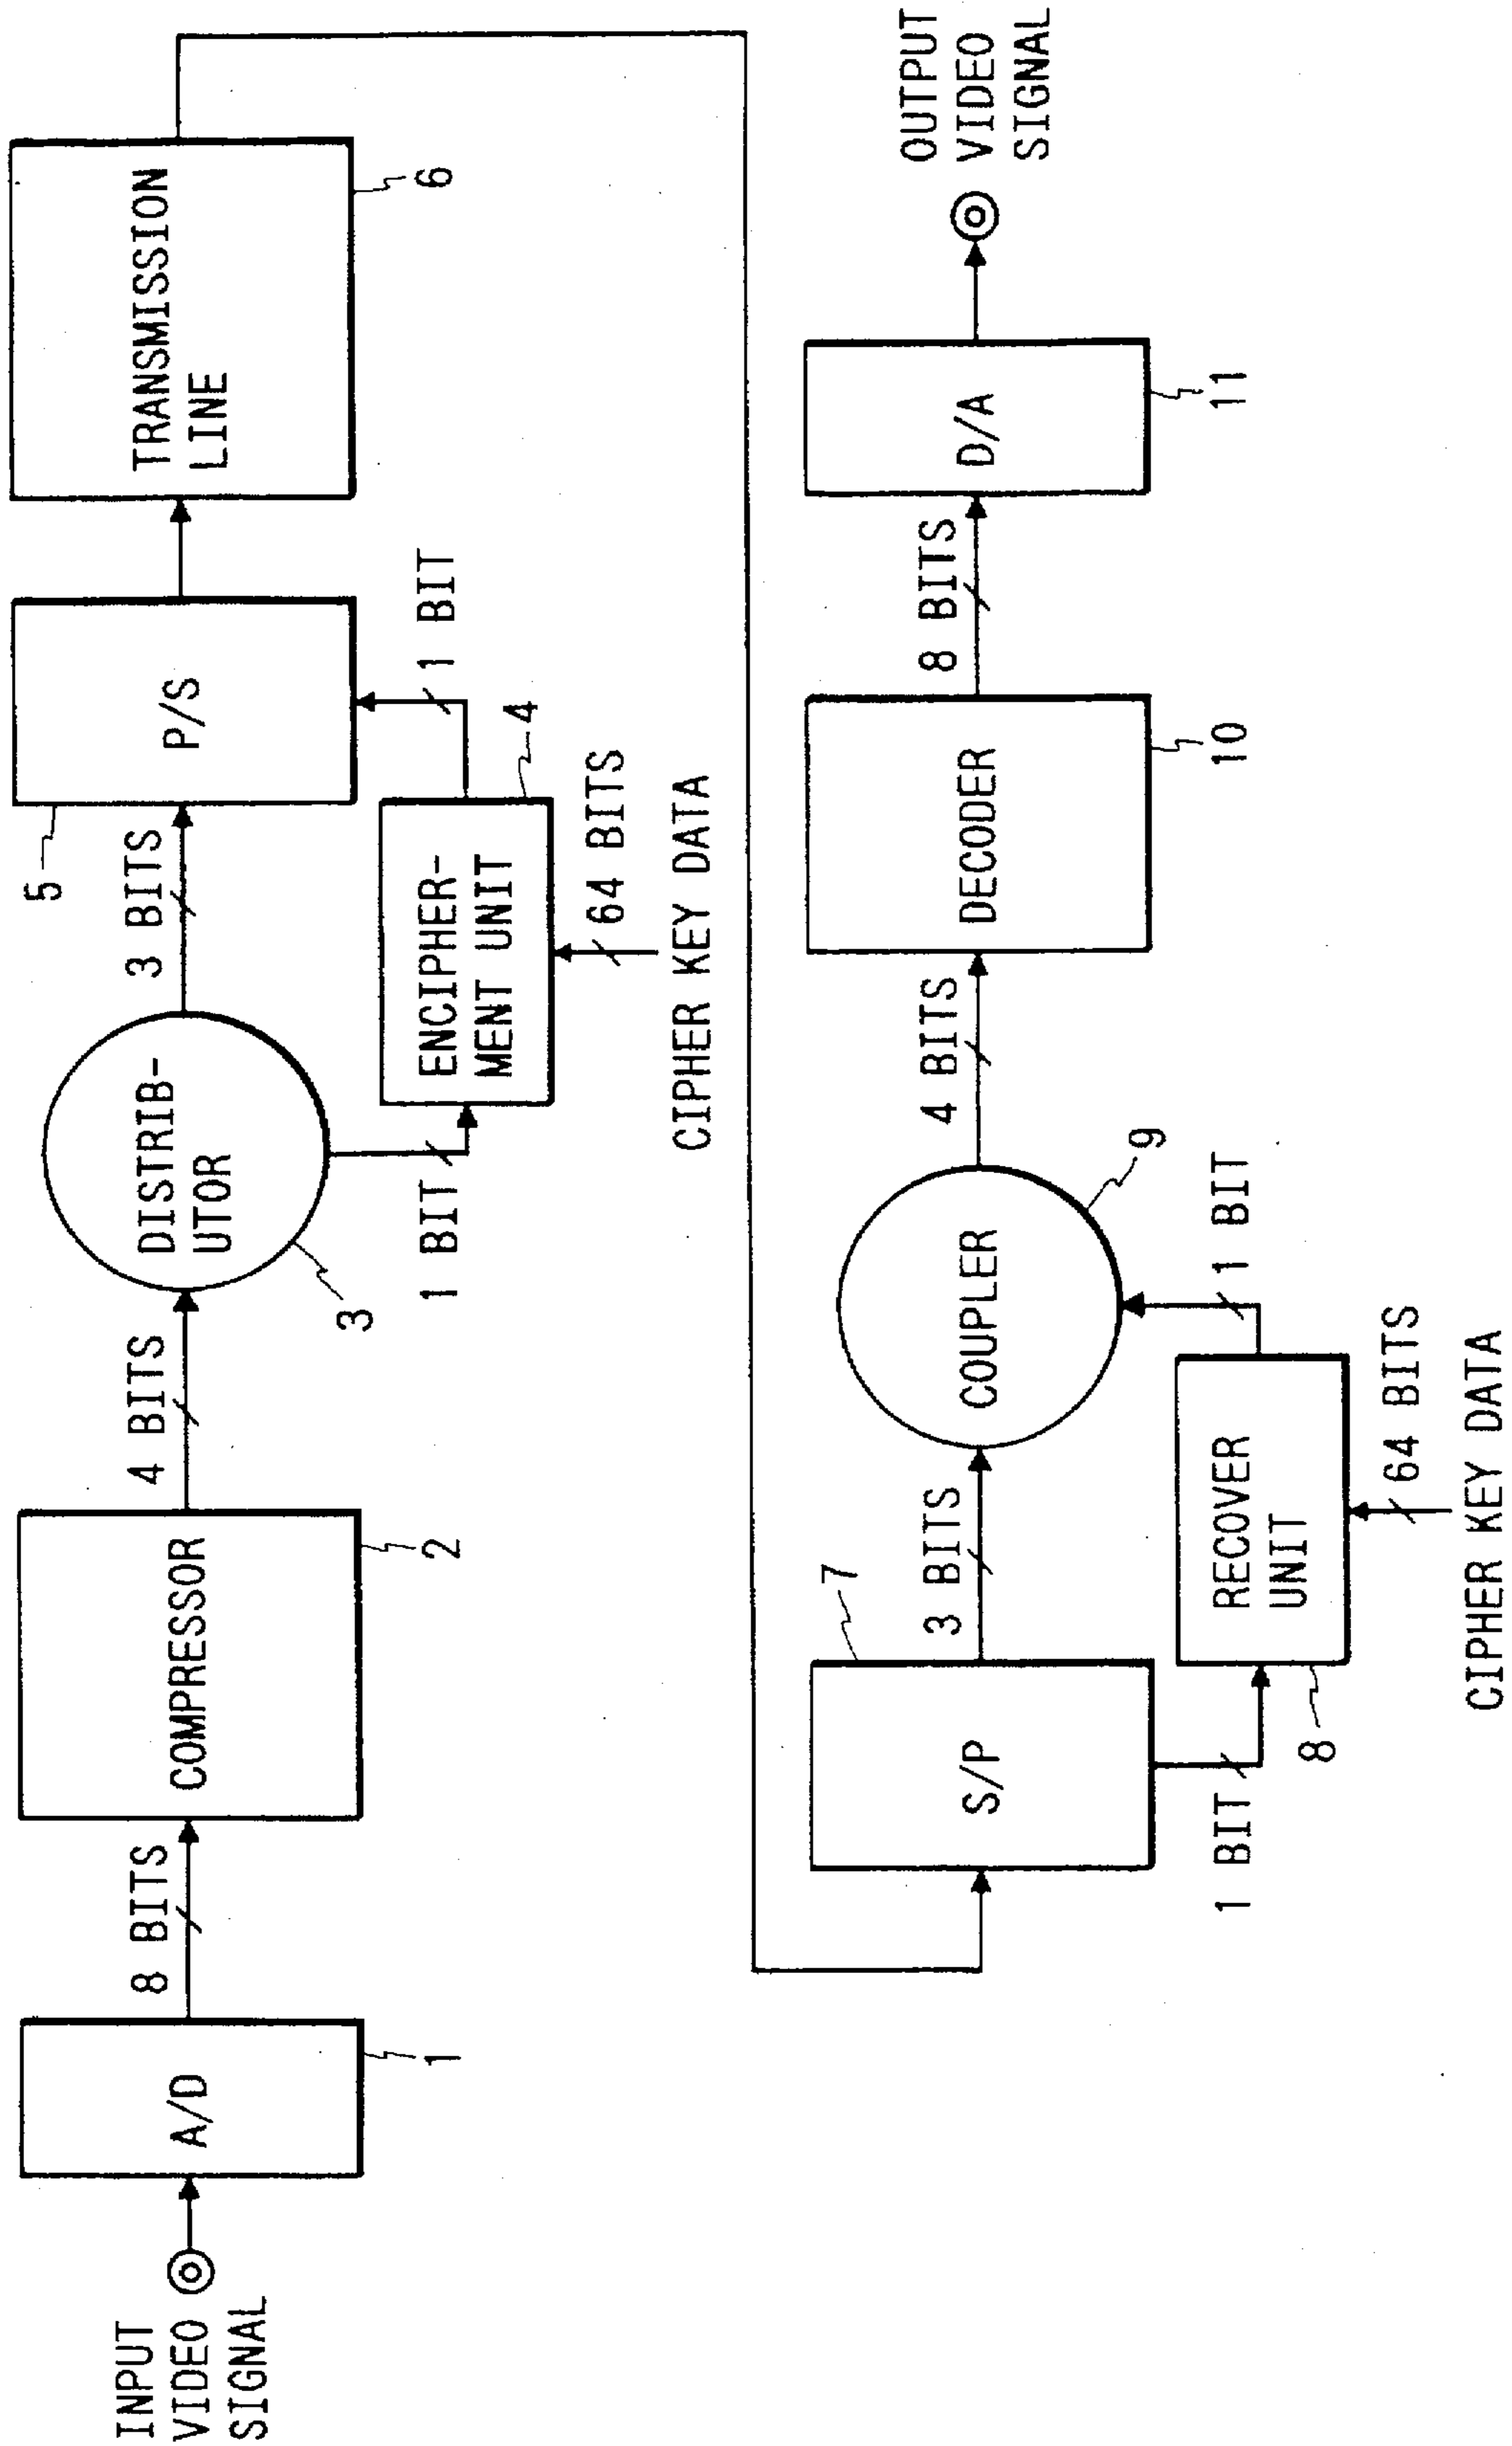 INPUT
VIDEO
SIGNAL
A/D
1
8 BITS
COMPRESSOR
2
4 BITS
DISTRIB-
UTOR
3
3 BITS
1 BIT
ENCIPHER-
MENT UNIT
4
64 BITS
CIPHER KEY DATA
1 BIT
5
P/S
TRANSMISSION
LINE
6
S/P
7
3 BITS
1 BIT
RECOVER
UNIT
8
64 BITS
CIPHER KEY DATA
1 BIT
COUPLER
9
4 BITS
DECODER
10
8 BITS
D/A
11
OUTPUT
VIDEO
SIGNAL